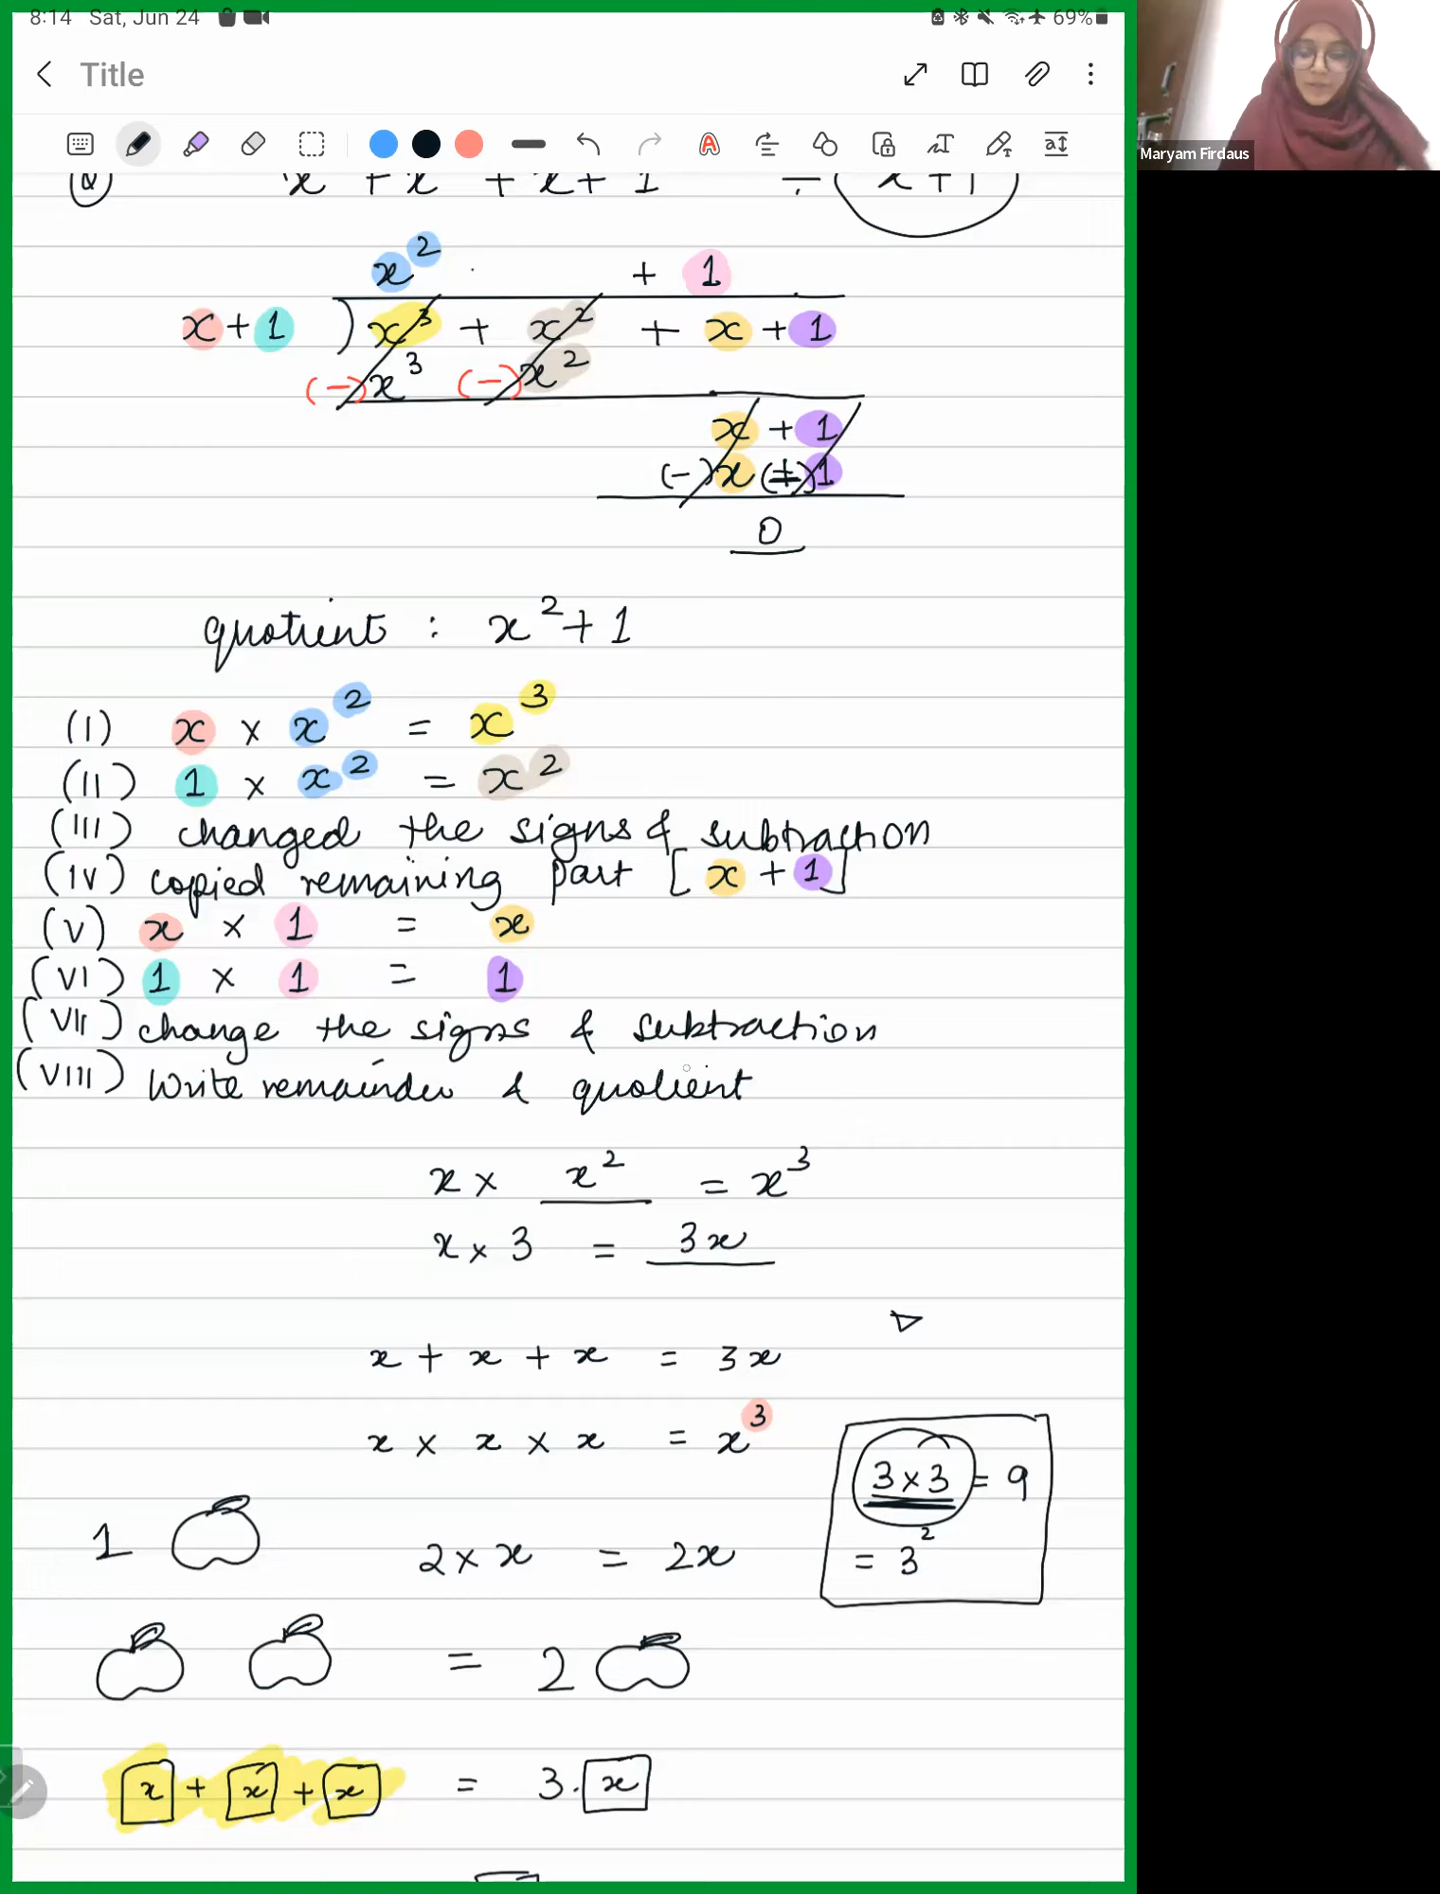 8:14 Sat, Jun 24
69%
Title
Maryam Firdaus
x + x + x + 1 ÷ (x + 1)
x² + 1
x + 1 ) x³ + x² + x + 1
(-) x³ (-) x²
x + 1
(-) x (±) 1
0
quotient : x² + 1
(I) x × x² = x³
(II) 1 × x² = x²
(III) changed the signs & subtraction
(IV) copied remaining part [x + 1]
(V) x × 1 = x
(VI) 1 × 1 = 1
(VII) change the signs & subtraction
(VIII) Write remainder & quotient
x × x² = x³
x × 3 = 3x
x + x + x = 3x
x × x × x = x³
3 × 3 = 9
= 3²
1
2 × x = 2x
= 2
x + x + x = 3 . x